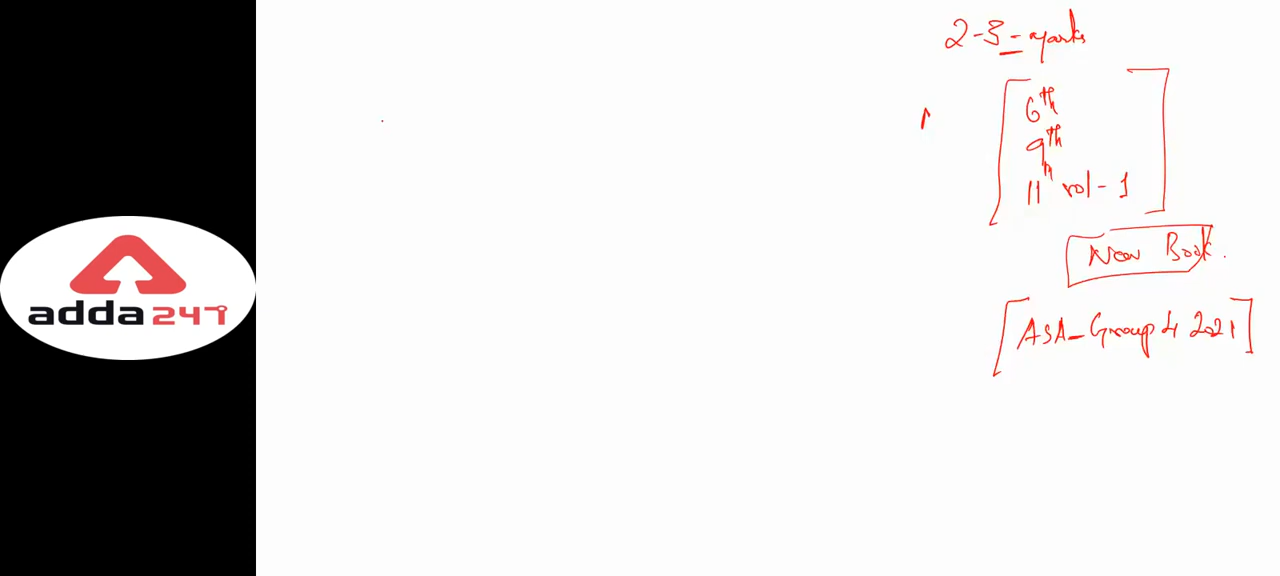 2-3-marks
6th
9th
11th vol-1
New Book.
ASA-Group 4 2021
adda247